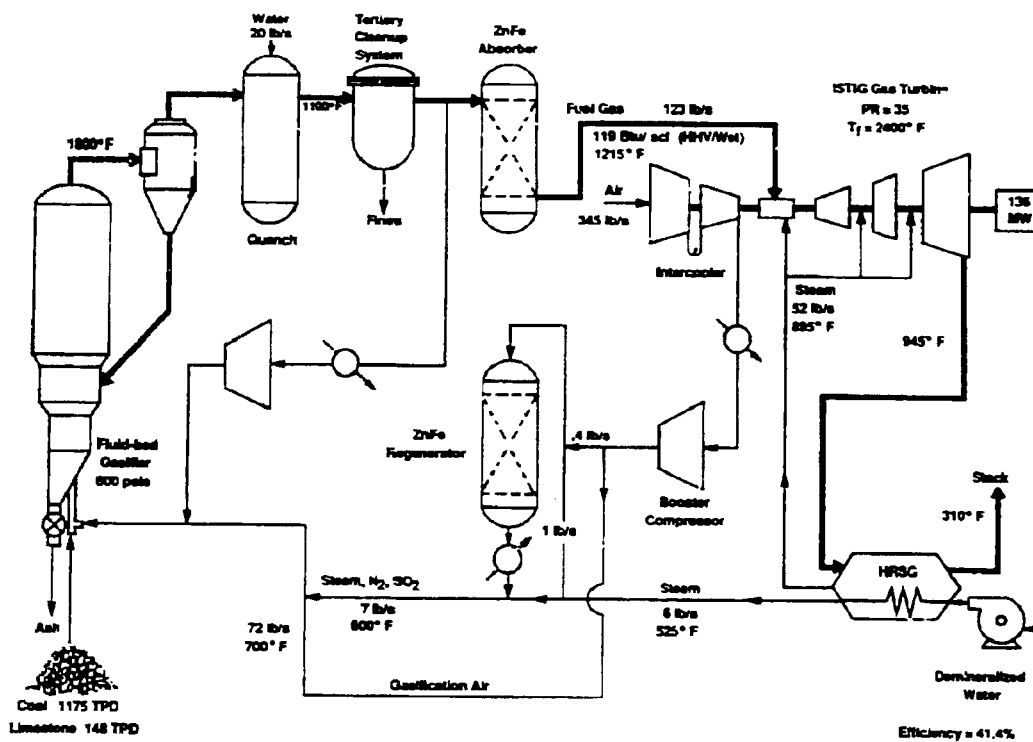 Water
20 lb/s
Tertiary
Cleanup
System
ZnFe
Absorber
1800°F
1100°F
Quench
Fines
Fuel Gas 123 lb/s
119 Btu/scf (HHV/Wet)
1215°F
ISTIG Gas Turbine
PR = 35
Tf = 2400°F
Air
345 lb/s
Intercooler
136
MW
Steam
52 lb/s
895°F
945°F
Fluid-bed
Gasifier
600 psia
ZnFe
Regenerator
.4 lb/s
Booster
Compressor
1 lb/s
Stack
310°F
HRSG
Steam, N2, SO2
7 lb/s
600°F
Steam
6 lb/s
525°F
72 lb/s
700°F
Gasification Air
Ash
Coal 1175 TPD
Limestone 148 TPD
Demineralized
Water
Efficiency = 41.4%